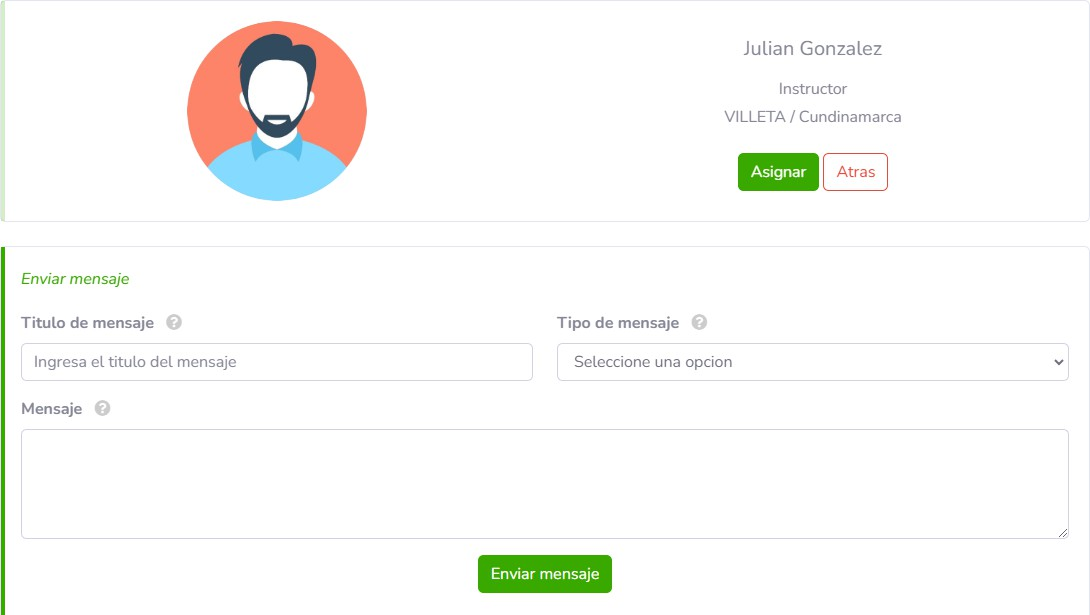 Julian Gonzalez
Instructor
VILLETA / Cundinamarca
Asignar Atras
Enviar mensaje
Titulo de mensaje ? Tipo de mensaje ?
Ingresa el titulo del mensaje Seleccione una opcion
Mensaje ?
Enviar mensaje